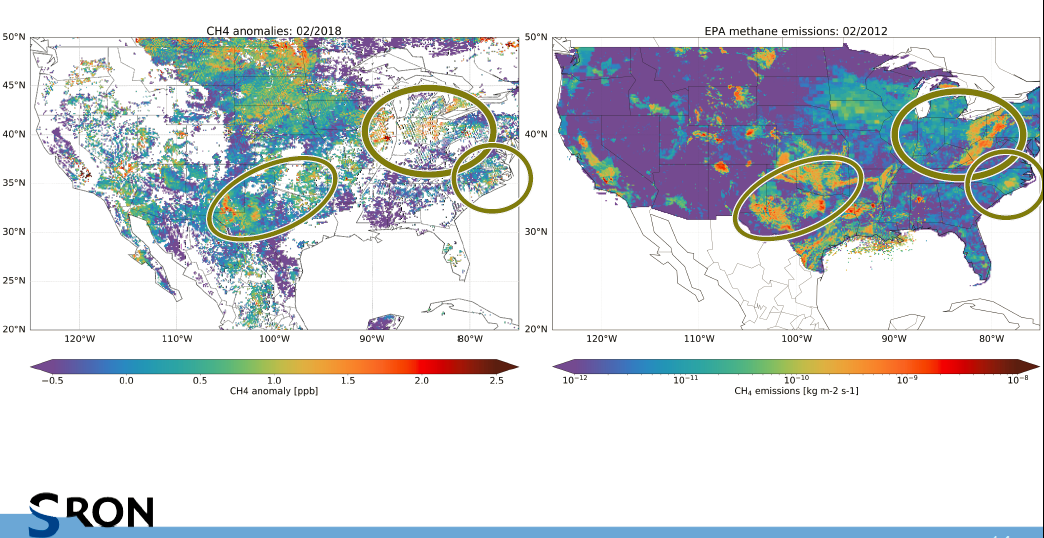 CH4 anomalies: 02/2018
EPA methane emissions: 02/2012
50°N
45°N
40°N
35°N
30°N
25°N
20°N
120°W 110°W 100°W 90°W 80°W
50°N
45°N
40°N
35°N
30°N
25°N
20°N
120°W 110°W 100°W 90°W 80°W
−0.5 0.0 0.5 1.0 1.5 2.0 2.5
CH4 anomaly [ppb]
10⁻¹² 10⁻¹¹ 10⁻¹⁰ 10⁻⁹ 10⁻⁸
CH₄ emissions [kg m-2 s-1]
SRON